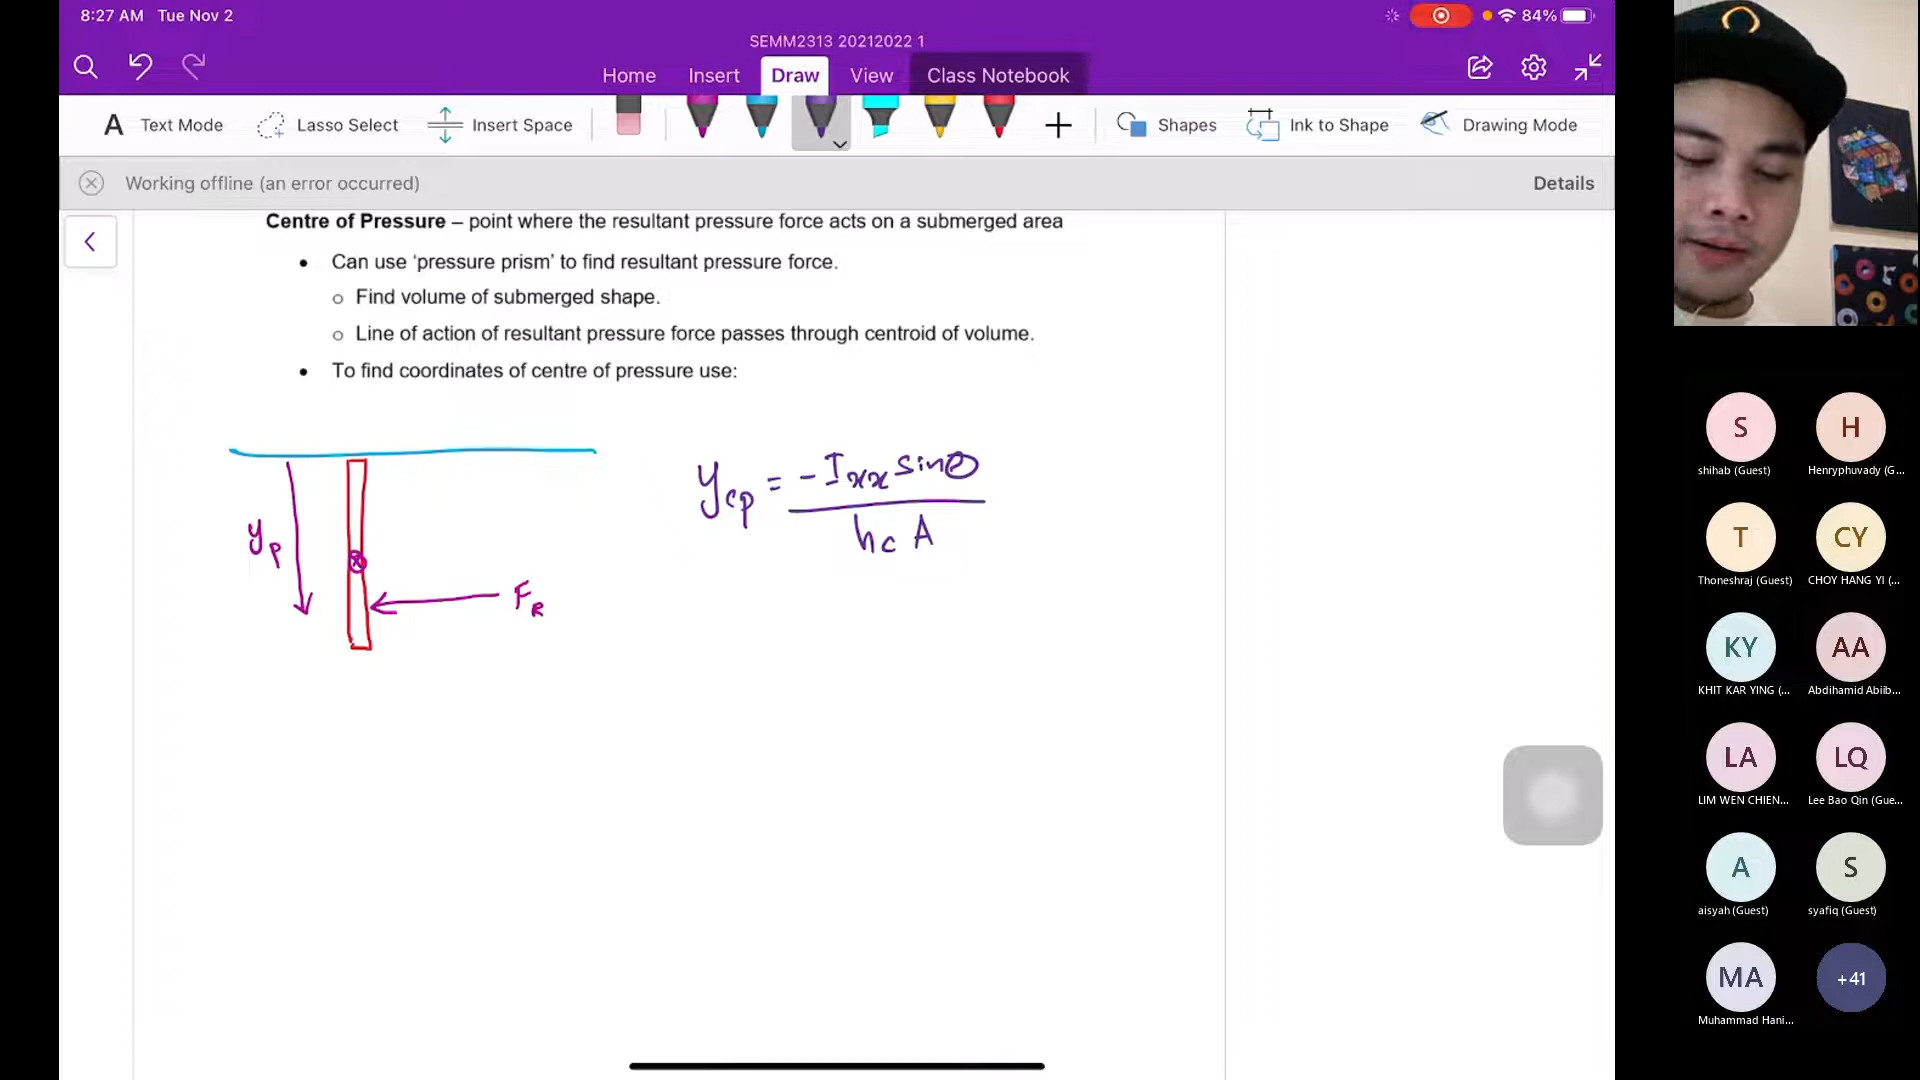 8:27 AM Tue Nov 2
84%
SEMM2313 20212022 1
Home Insert Draw View Class Notebook
A Text Mode Lasso Select Insert Space Shapes Ink to Shape Drawing Mode
Working offline (an error occurred) Details
Centre of Pressure – point where the resultant pressure force acts on a submerged area
• Can use ‘pressure prism’ to find resultant pressure force.
o Find volume of submerged shape.
o Line of action of resultant pressure force passes through centroid of volume.
• To find coordinates of centre of pressure use:
y_cp = -I_xx sinθ / h_c A
y_p
F_R
S H
shihab (Guest) Henryphuvady (G...
T CY
Thoneshraj (Guest) CHOY HANG YI (...
KY AA
KHIT KAR YING (... Abdihamid Abiib...
LA LQ
LIM WEN CHIEN... Lee Bao Qin (Gue...
A S
aisyah (Guest) syafiq (Guest)
MA +41
Muhammad Hani...